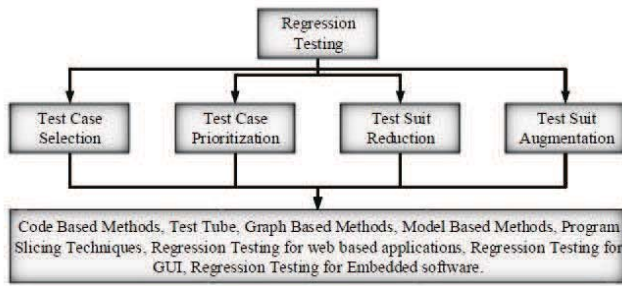 Regression
Testing
Test Case
Selection
Test Case
Prioritization
Test Suit
Reduction
Test Suit
Augmentation
Code Based Methods, Test Tube, Graph Based Methods, Model Based Methods, Program
Slicing Techniques, Regression Testing for web based applications, Regression Testing for
GUI, Regression Testing for Embedded software.